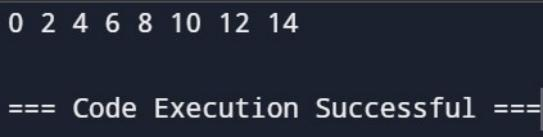 0 2 4 6 8 10 12 14
=== Code Execution Successful ===